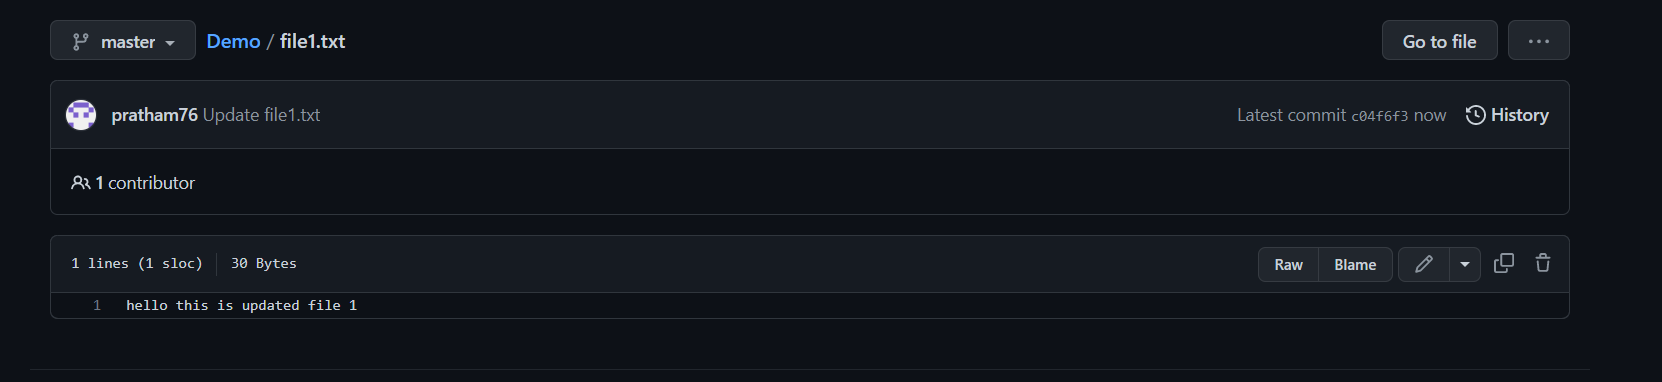 master Demo / file1.txt Go to file ...
pratham76 Update file1.txt Latest commit c04f6f3 now History
1 contributor
1 lines (1 sloc) 30 Bytes Raw Blame
1 hello this is updated file 1